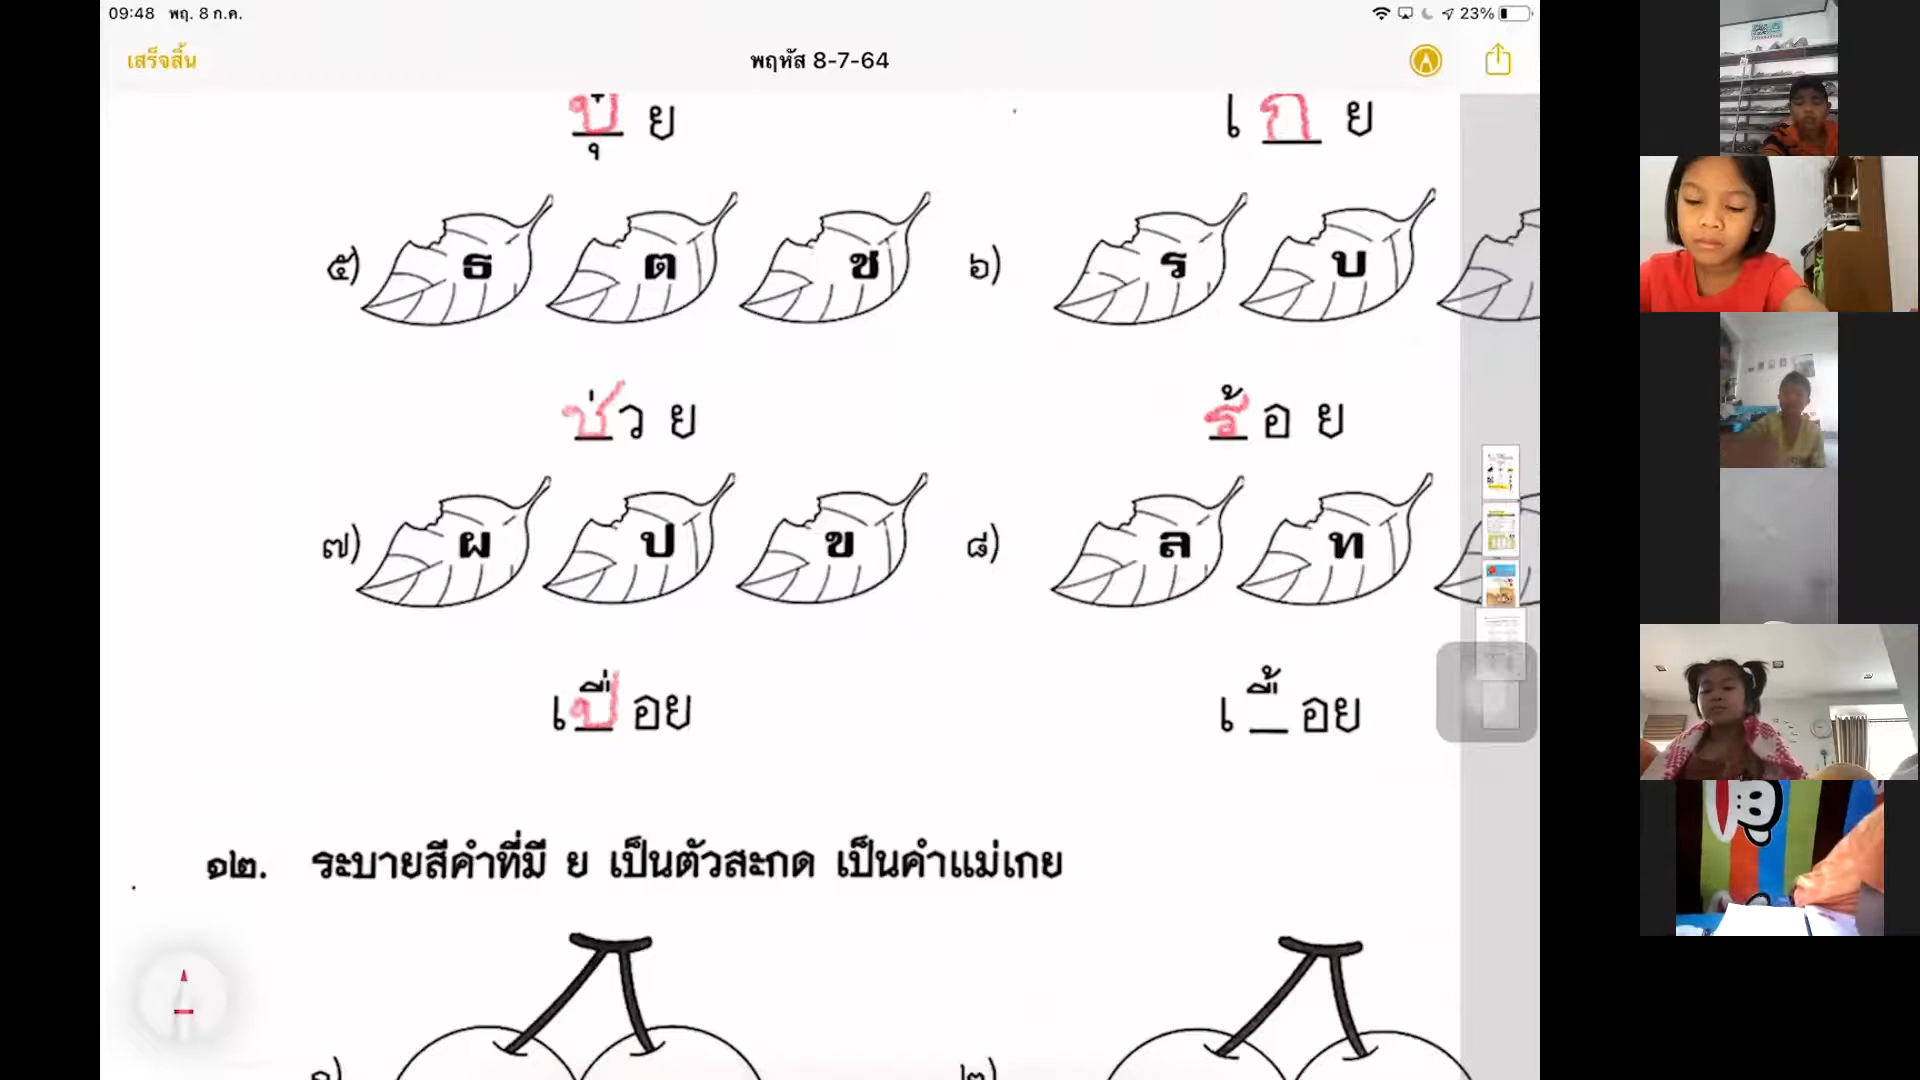 09:48 พฤ. 8 ก.ค. 23%
เสร็จสิ้น พฤหัส 8-7-64
ปุ๋ย เกย
๕) ธ ต ช ๖) ร บ
ช่วย ร้อย
๗) ผ ป ข ๘) ล ท
เปื่อย เ_ื้อย
๑๒. ระบายสีคำที่มี ย เป็นตัวสะกด เป็นคำแม่เกย
๑) ๒)